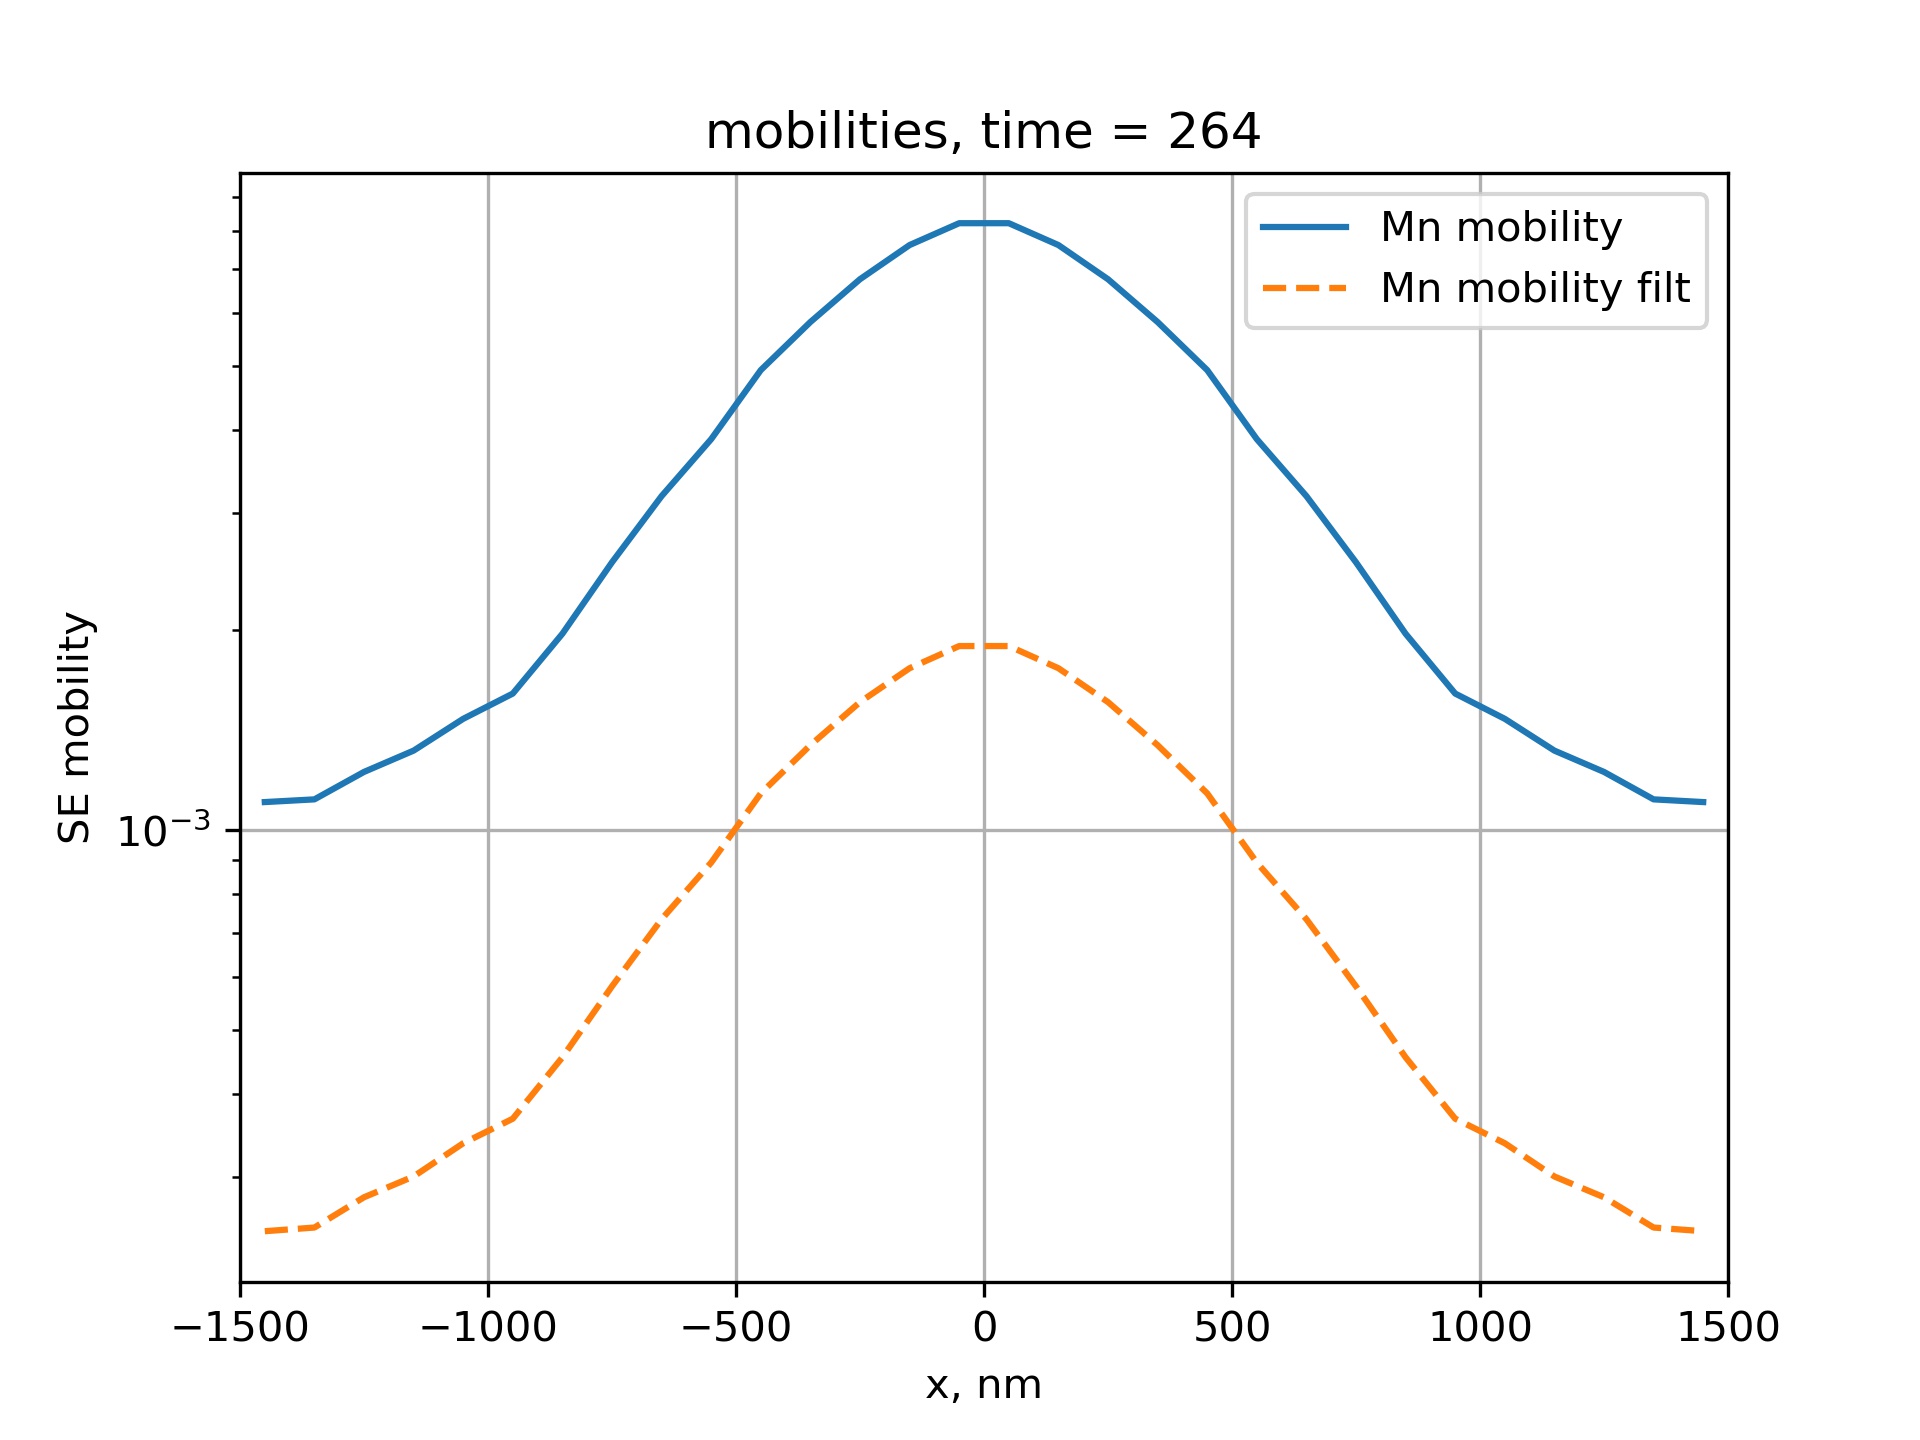 mobilities, time = 264
Mn mobility
Mn mobility filt
SE mobility
10⁻³
−1500 −1000 −500 0 500 1000 1500
x, nm